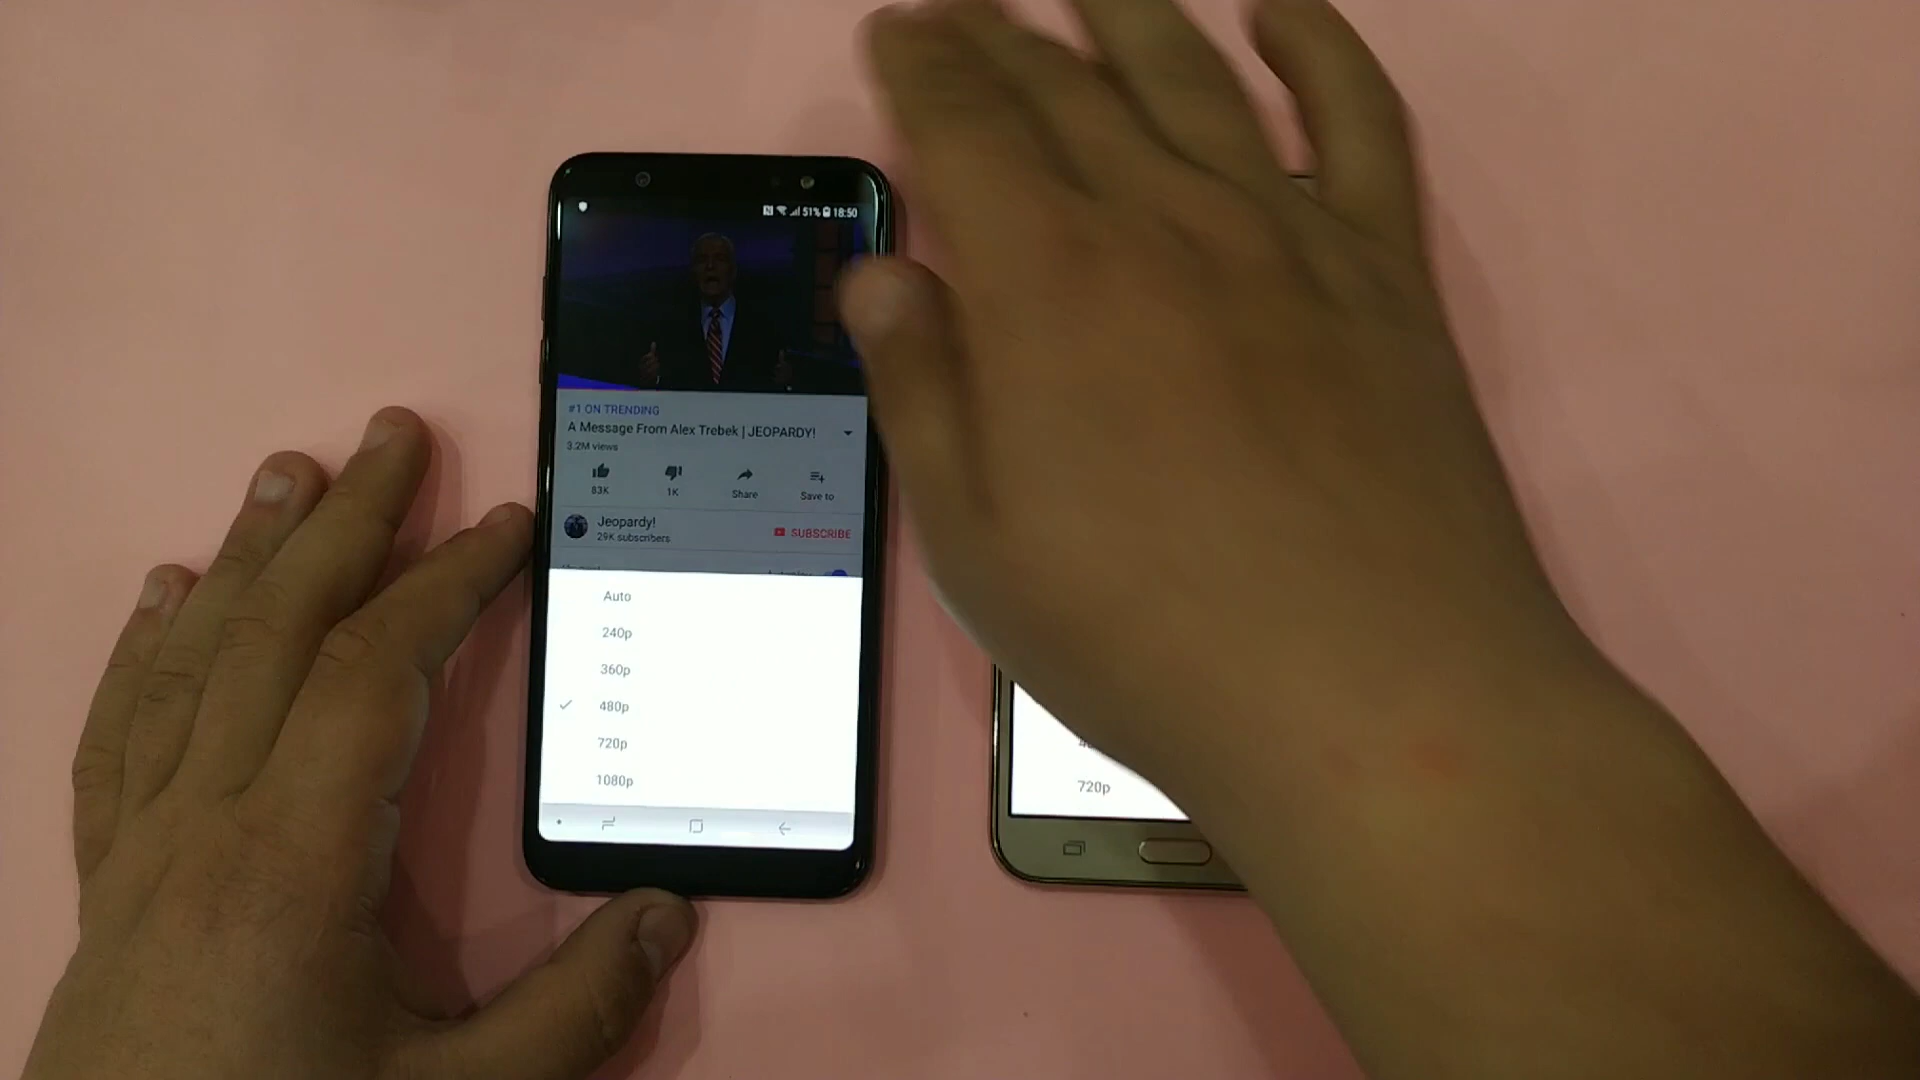 51% 18:50
#1 ON TRENDING
A Message From Alex Trebek | JEOPARDY!
3.2M views
83K
1K
Share
Save to
Jeopardy!
29K subscribers
SUBSCRIBE
Auto
240p
360p
480p
720p
1080p
720p